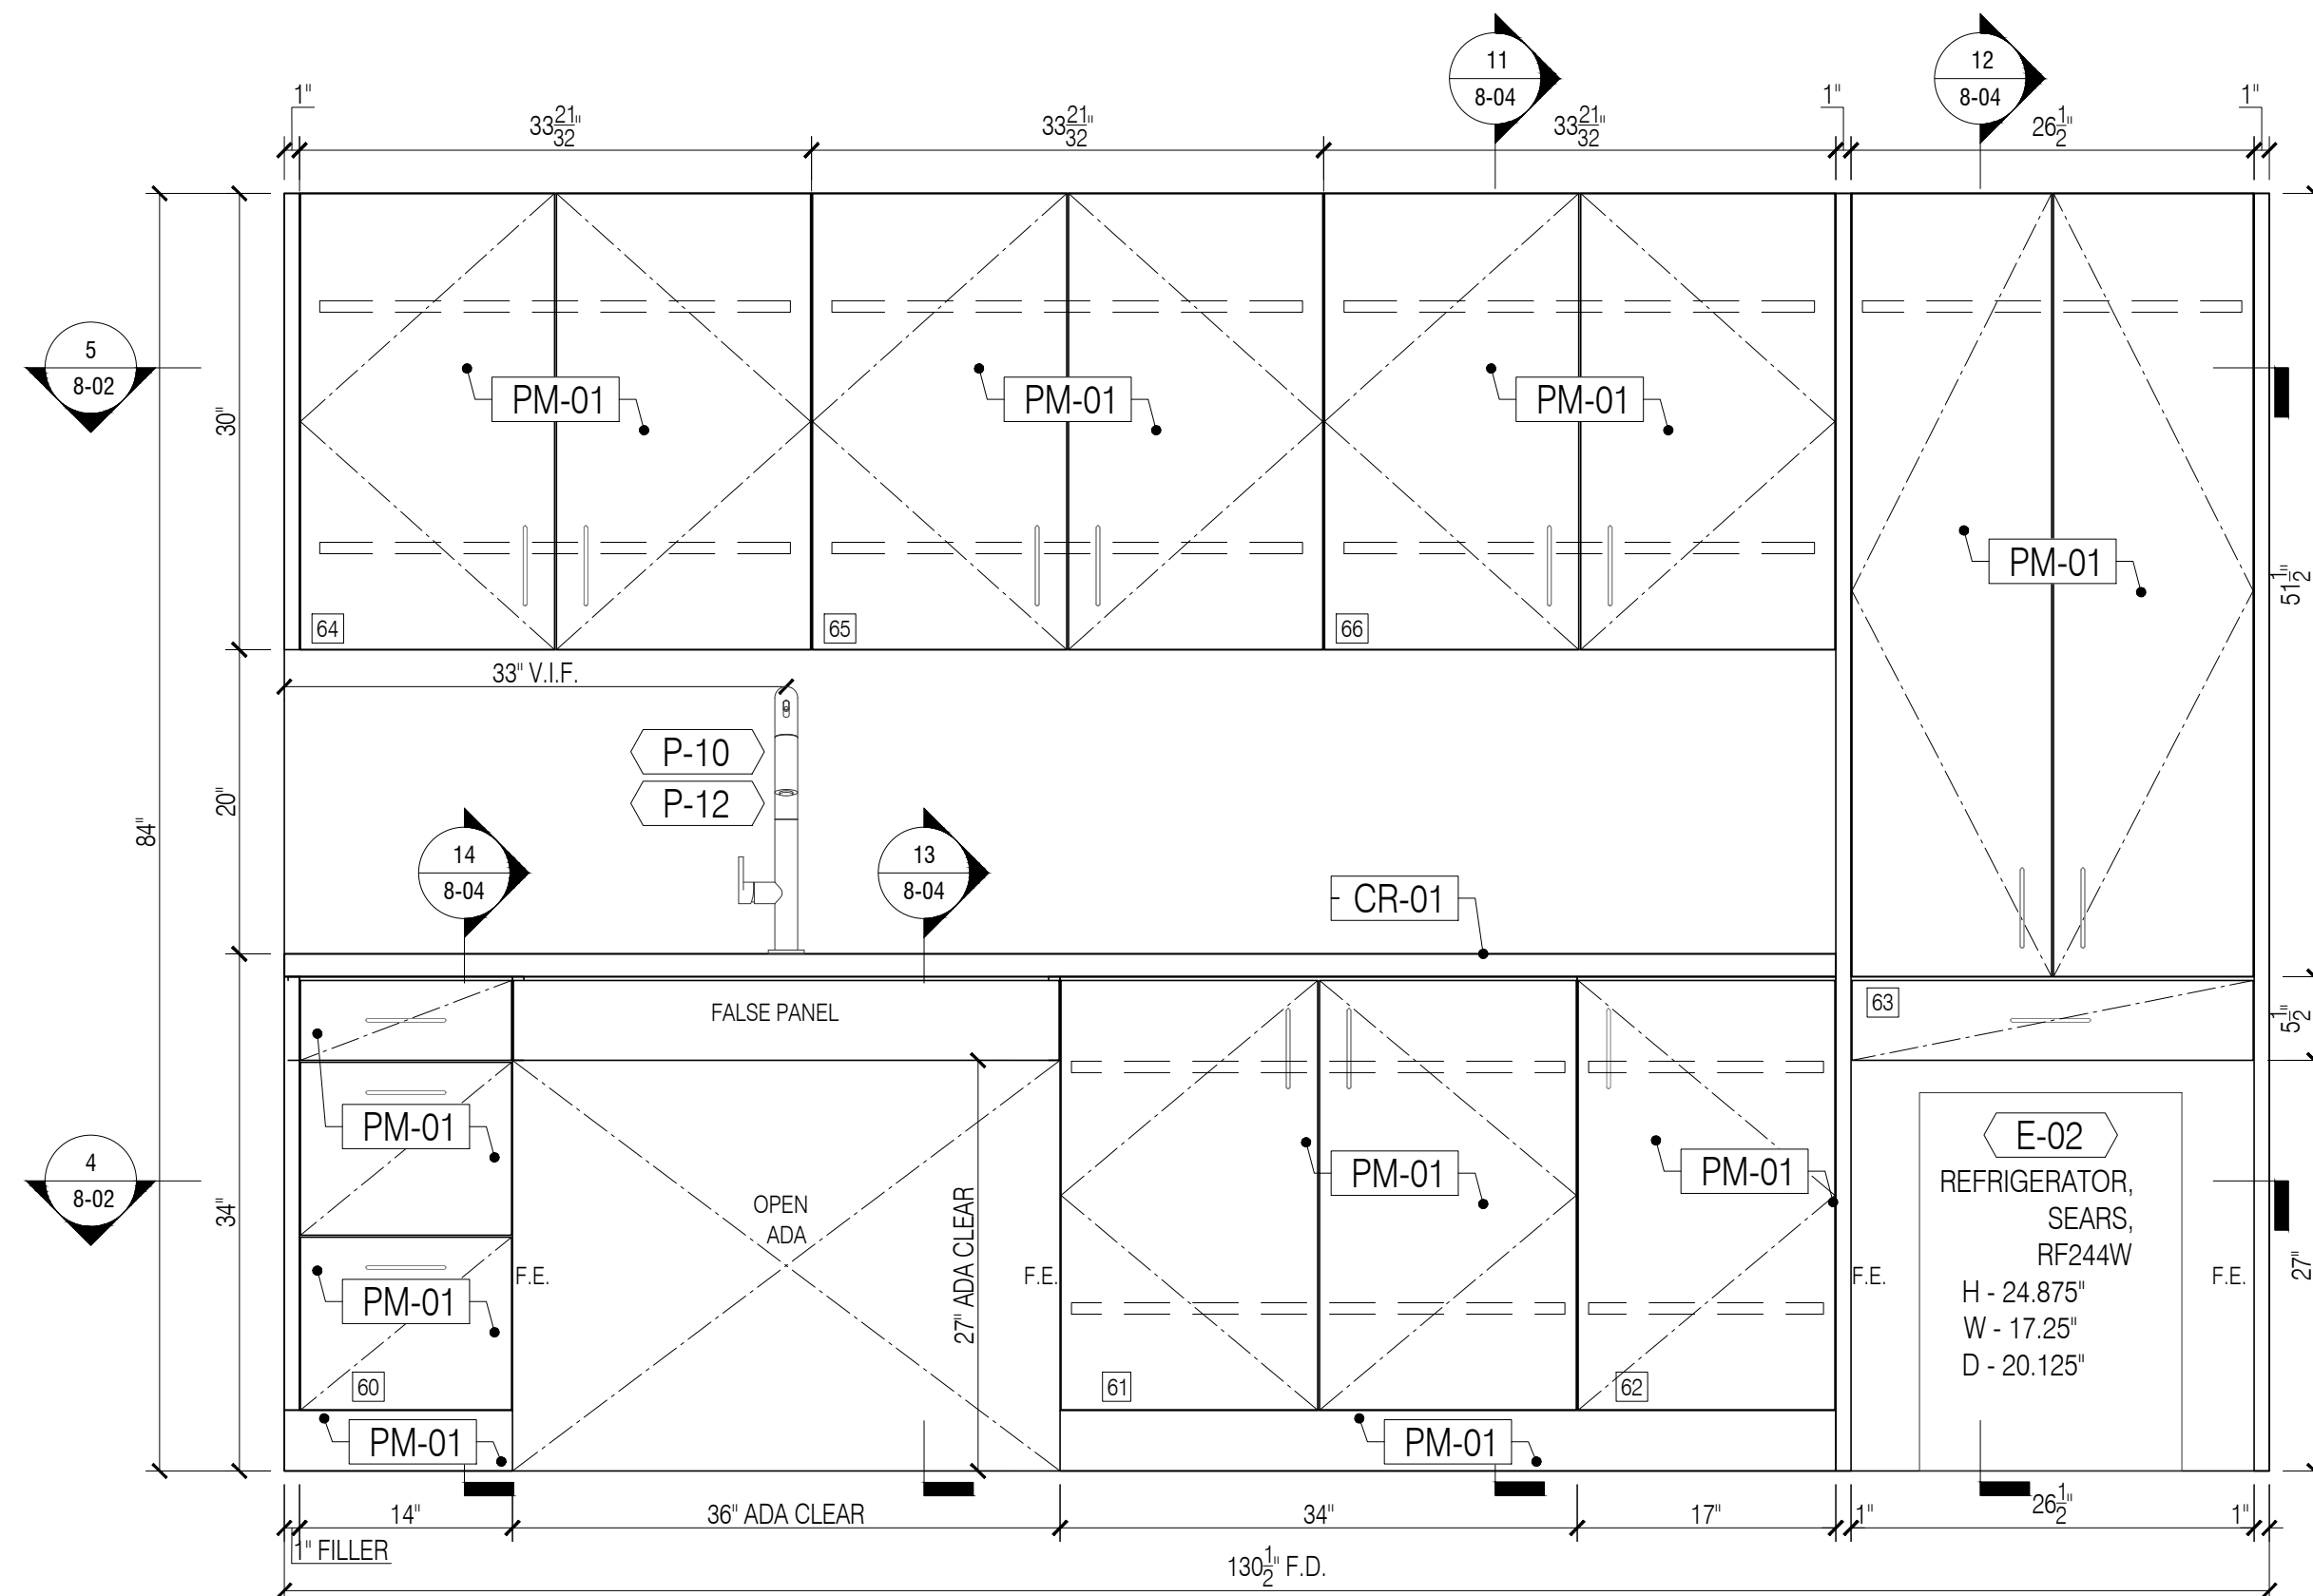 11
8-04
12
8-04
1"
33 21/32"
33 21/32"
33 21/32"
1"
26 1/2"
1"
5
8-02
30"
PM-01
PM-01
PM-01
PM-01
51 1/2"
64
65
66
33" V.I.F.
P-10
P-12
20"
84"
14
8-04
13
8-04
CR-01
FALSE PANEL
63
5 1/2"
PM-01
4
8-02
34"
OPEN
ADA
27" ADA CLEAR
PM-01
PM-01
E-02
REFRIGERATOR,
SEARS,
RF244W
H - 24.875"
W - 17.25"
D - 20.125"
27"
F.E.
F.E.
F.E.
F.E.
PM-01
60
61
62
PM-01
PM-01
14"
36" ADA CLEAR
34"
17"
1"
26 1/2"
1"
1" FILLER
130 1/2" F.D.